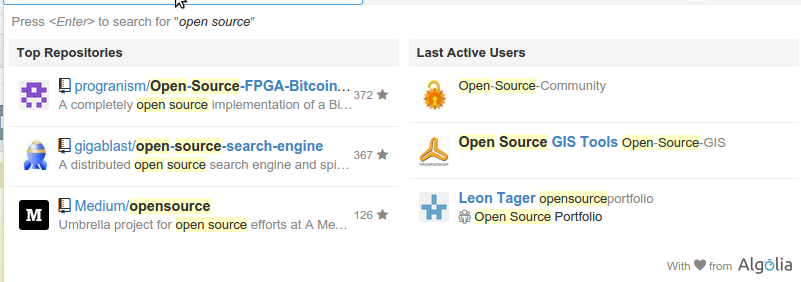 Press <Enter> to search for "open source"
Top Repositories
progranism/Open-Source-FPGA-Bitcoin...
A completely open source implementation of a Bi...
372
gigablast/open-source-search-engine
A distributed open source search engine and spi...
367
M
Medium/opensource
Umbrella project for open source efforts at A Me...
126
Last Active Users
Open-Source-Community
Open Source GIS Tools Open-Source-GIS
Leon Tager opensourceportfolio
Open Source Portfolio
With from Algolia